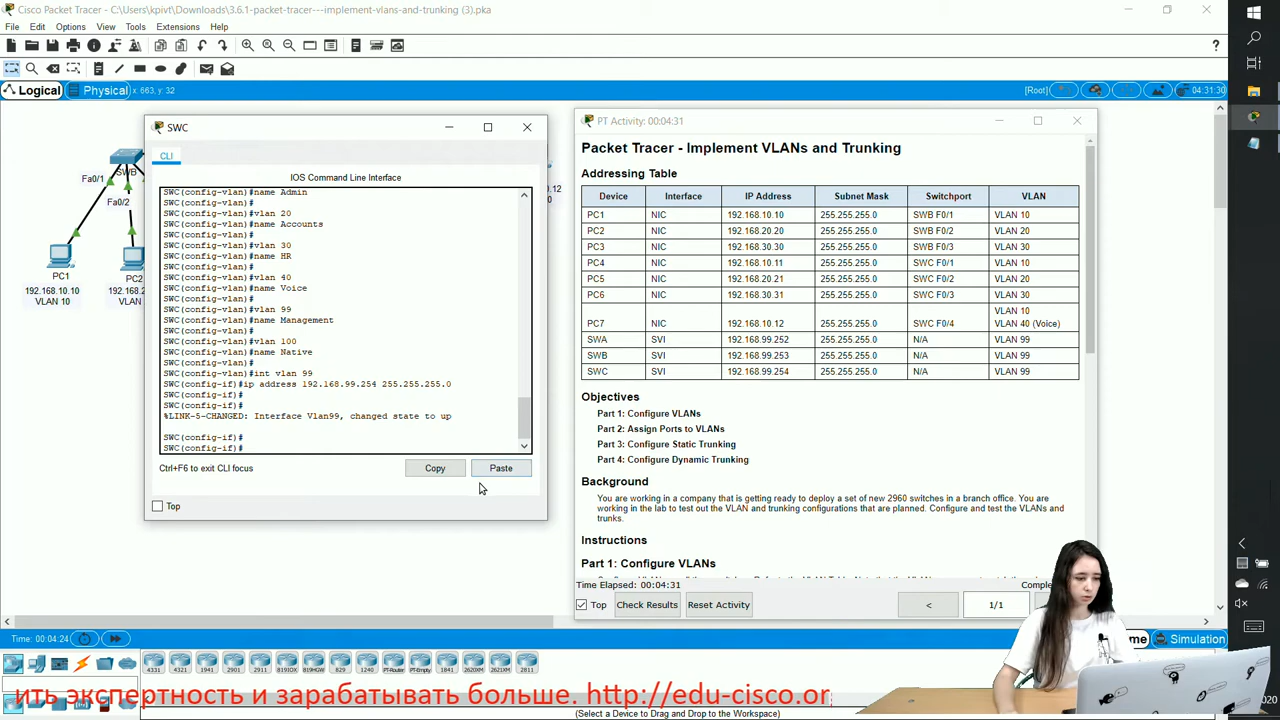 Cisco Packet Tracer - C:\Users\kpivt\Downloads\3.6.1-packet-tracer---implement-vlans-and-trunking (3).pka
File Edit Options View Tools Extensions Help
?
Logical Physical x: 663, y: 32 [Root] 04:31:30
SWB
Fa0/1
Fa0/2
PC1
192.168.10.10
VLAN 10
PC2
VLAN
SWC
CLI
IOS Command Line Interface
SWC(config-vlan)#name Admin
SWC(config-vlan)#
SWC(config-vlan)#vlan 20
SWC(config-vlan)#name Accounts
SWC(config-vlan)#
SWC(config-vlan)#vlan 30
SWC(config-vlan)#name HR
SWC(config-vlan)#
SWC(config-vlan)#vlan 40
SWC(config-vlan)#name Voice
SWC(config-vlan)#
SWC(config-vlan)#vlan 99
SWC(config-vlan)#name Management
SWC(config-vlan)#
SWC(config-vlan)#vlan 100
SWC(config-vlan)#name Native
SWC(config-vlan)#
SWC(config-vlan)#int vlan 99
SWC(config-if)#ip address 192.168.99.254 255.255.255.0
SWC(config-if)#
SWC(config-if)#
%LINK-5-CHANGED: Interface Vlan99, changed state to up
SWC(config-if)#
SWC(config-if)#
Ctrl+F6 to exit CLI focus Copy Paste
Top
PT Activity: 00:04:31
Packet Tracer - Implement VLANs and Trunking
Addressing Table
Device Interface IP Address Subnet Mask Switchport VLAN
PC1 NIC 192.168.10.10 255.255.255.0 SWB F0/1 VLAN 10
PC2 NIC 192.168.20.20 255.255.255.0 SWB F0/2 VLAN 20
PC3 NIC 192.168.30.30 255.255.255.0 SWB F0/3 VLAN 30
PC4 NIC 192.168.10.11 255.255.255.0 SWC F0/1 VLAN 10
PC5 NIC 192.168.20.21 255.255.255.0 SWC F0/2 VLAN 20
PC6 NIC 192.168.30.31 255.255.255.0 SWC F0/3 VLAN 30
VLAN 10
PC7 NIC 192.168.10.12 255.255.255.0 SWC F0/4 VLAN 40 (Voice)
SWA SVI 192.168.99.252 255.255.255.0 N/A VLAN 99
SWB SVI 192.168.99.253 255.255.255.0 N/A VLAN 99
SWC SVI 192.168.99.254 255.255.255.0 N/A VLAN 99
Objectives
Part 1: Configure VLANs
Part 2: Assign Ports to VLANs
Part 3: Configure Static Trunking
Part 4: Configure Dynamic Trunking
Background
You are working in a company that is getting ready to deploy a set of new 2960 switches in a branch office. You are
working in the lab to test out the VLAN and trunking configurations that are planned. Configure and test the VLANs and
trunks.
Instructions
Part 1: Configure VLANs
Time Elapsed: 00:04:31
Top Check Results Reset Activity < 1/1
Time: 00:04:24 Simulation
4331 4321 1941 2901 2911 819IOX 819HGW 829 1240 PT-Router PT-Empty 1841 2620XM 2621XM 2811
ить экспертность и зарабатывать больше. http://edu-cisco.or
(Select a Device to Drag and Drop to the Workspace)